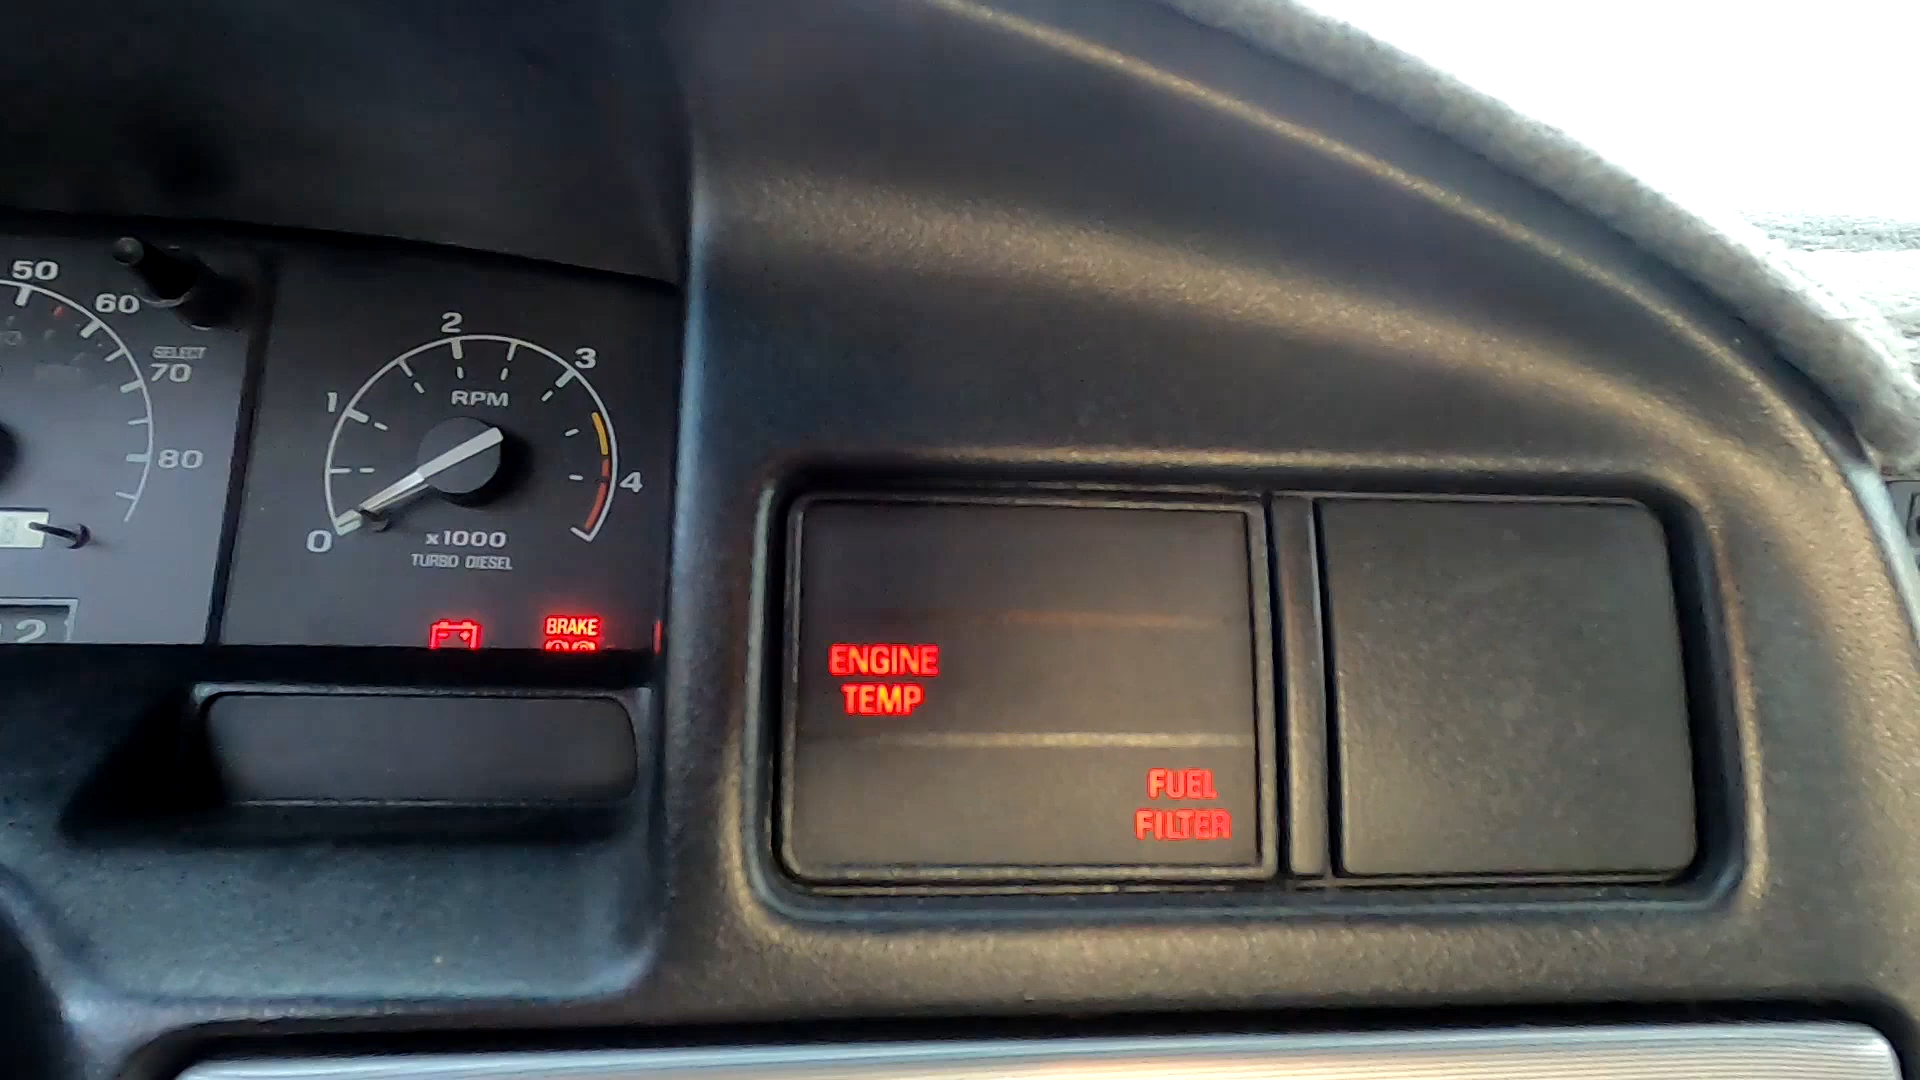 50
60
SELECT
70
80
2
1
3
RPM
4
0
x1000
TURBO DIESEL
BRAKE
ENGINE
TEMP
FUEL
FILTER